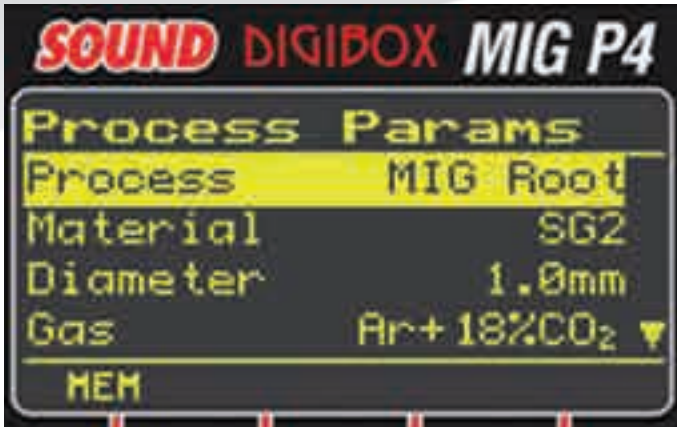 SOUND DIGIBOX MIG P4
Process Params
Process MIG Root
Material SG2
Diameter 1.0mm
Gas Ar+18%CO₂ ▼
MEM